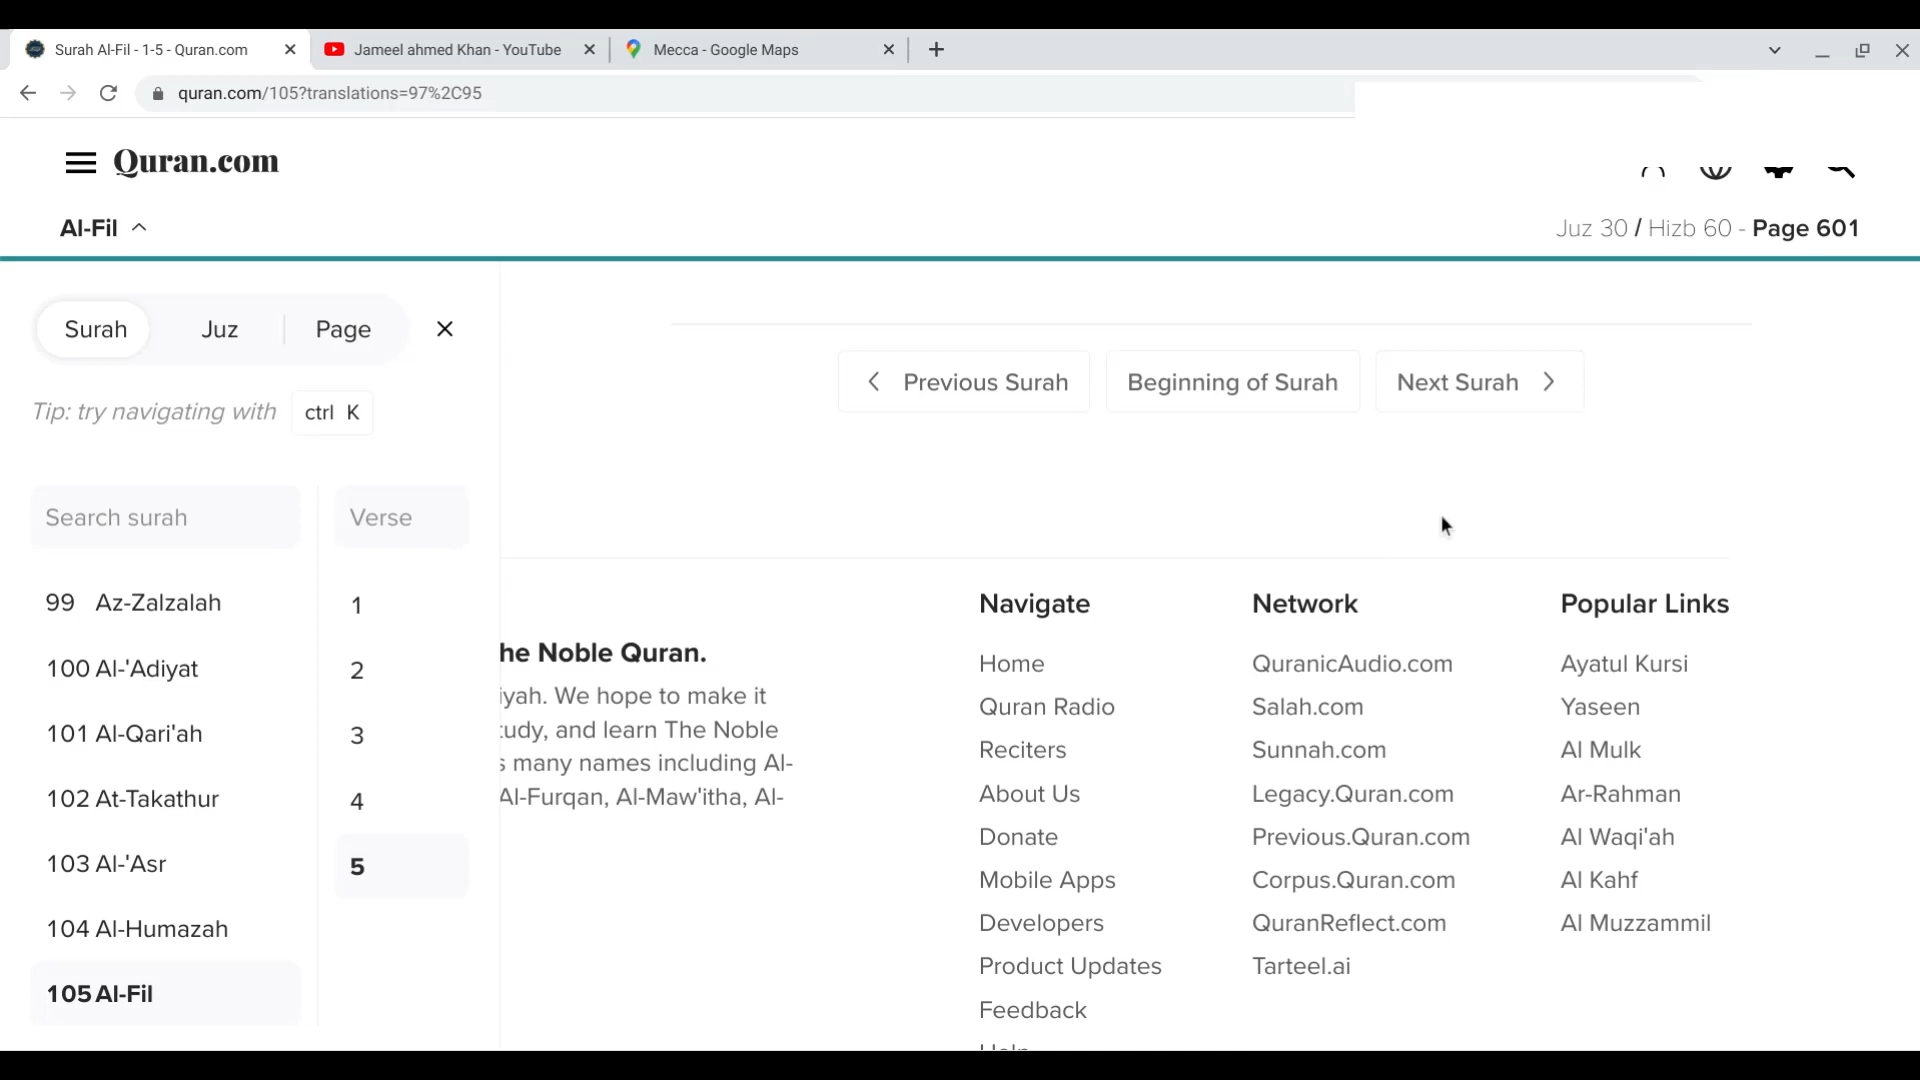 Surah Al-Fil - 1-5 - Quran.com
Jameel ahmed Khan - YouTube
Mecca - Google Maps
quran.com/105?translations=97%2C95
Quran.com
Al-Fil
Juz 30 / Hizb 60 - Page 601
Surah
Juz
Page
Tip: try navigating with ctrl K
Previous Surah
Beginning of Surah
Next Surah
Search surah
Verse
99 Az-Zalzalah
100 Al-'Adiyat
101 Al-Qari'ah
102 At-Takathur
103 Al-'Asr
104 Al-Humazah
105 Al-Fil
1
2
3
4
5
he Noble Quran.
iyah. We hope to make it
tudy, and learn The Noble
s many names including Al-
Al-Furqan, Al-Maw'itha, Al-
Navigate
Home
Quran Radio
Reciters
About Us
Donate
Mobile Apps
Developers
Product Updates
Feedback
Network
QuranicAudio.com
Salah.com
Sunnah.com
Legacy.Quran.com
Previous.Quran.com
Corpus.Quran.com
QuranReflect.com
Tarteel.ai
Popular Links
Ayatul Kursi
Yaseen
Al Mulk
Ar-Rahman
Al Waqi'ah
Al Kahf
Al Muzzammil